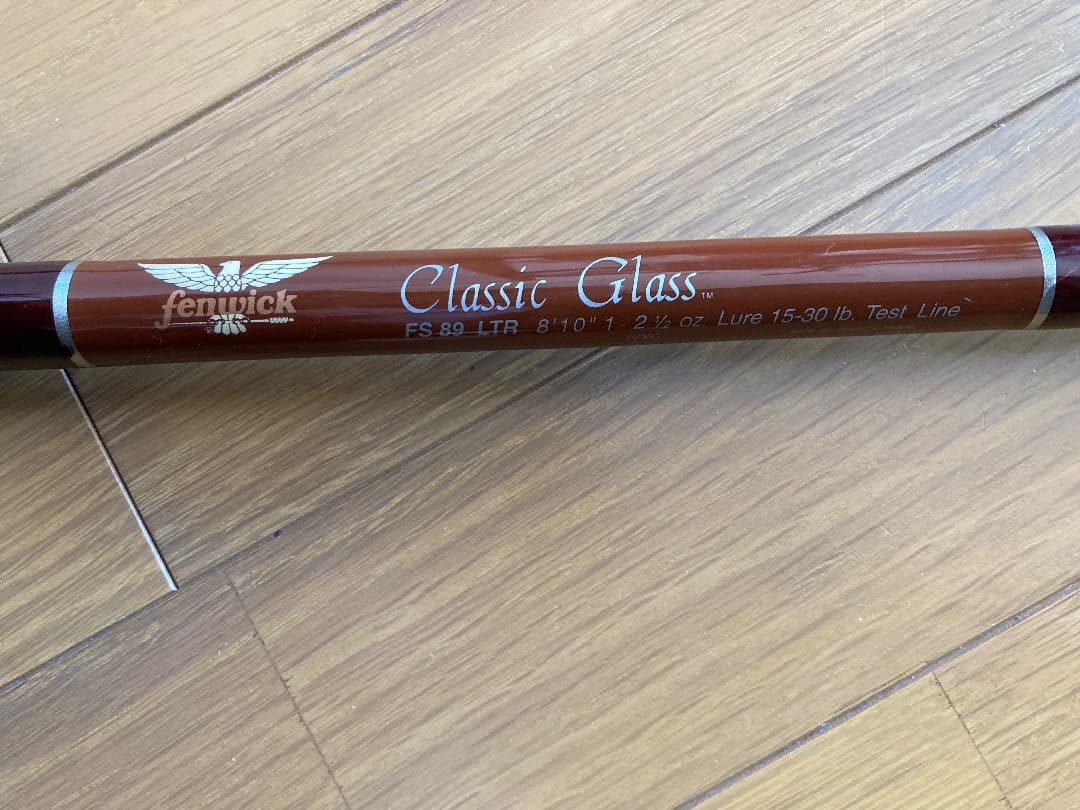 fenwick
Classic Glass™
FS 89 LTR 8'10" 1 - 2 ½ oz. Lure 15-30 lb. Test Line